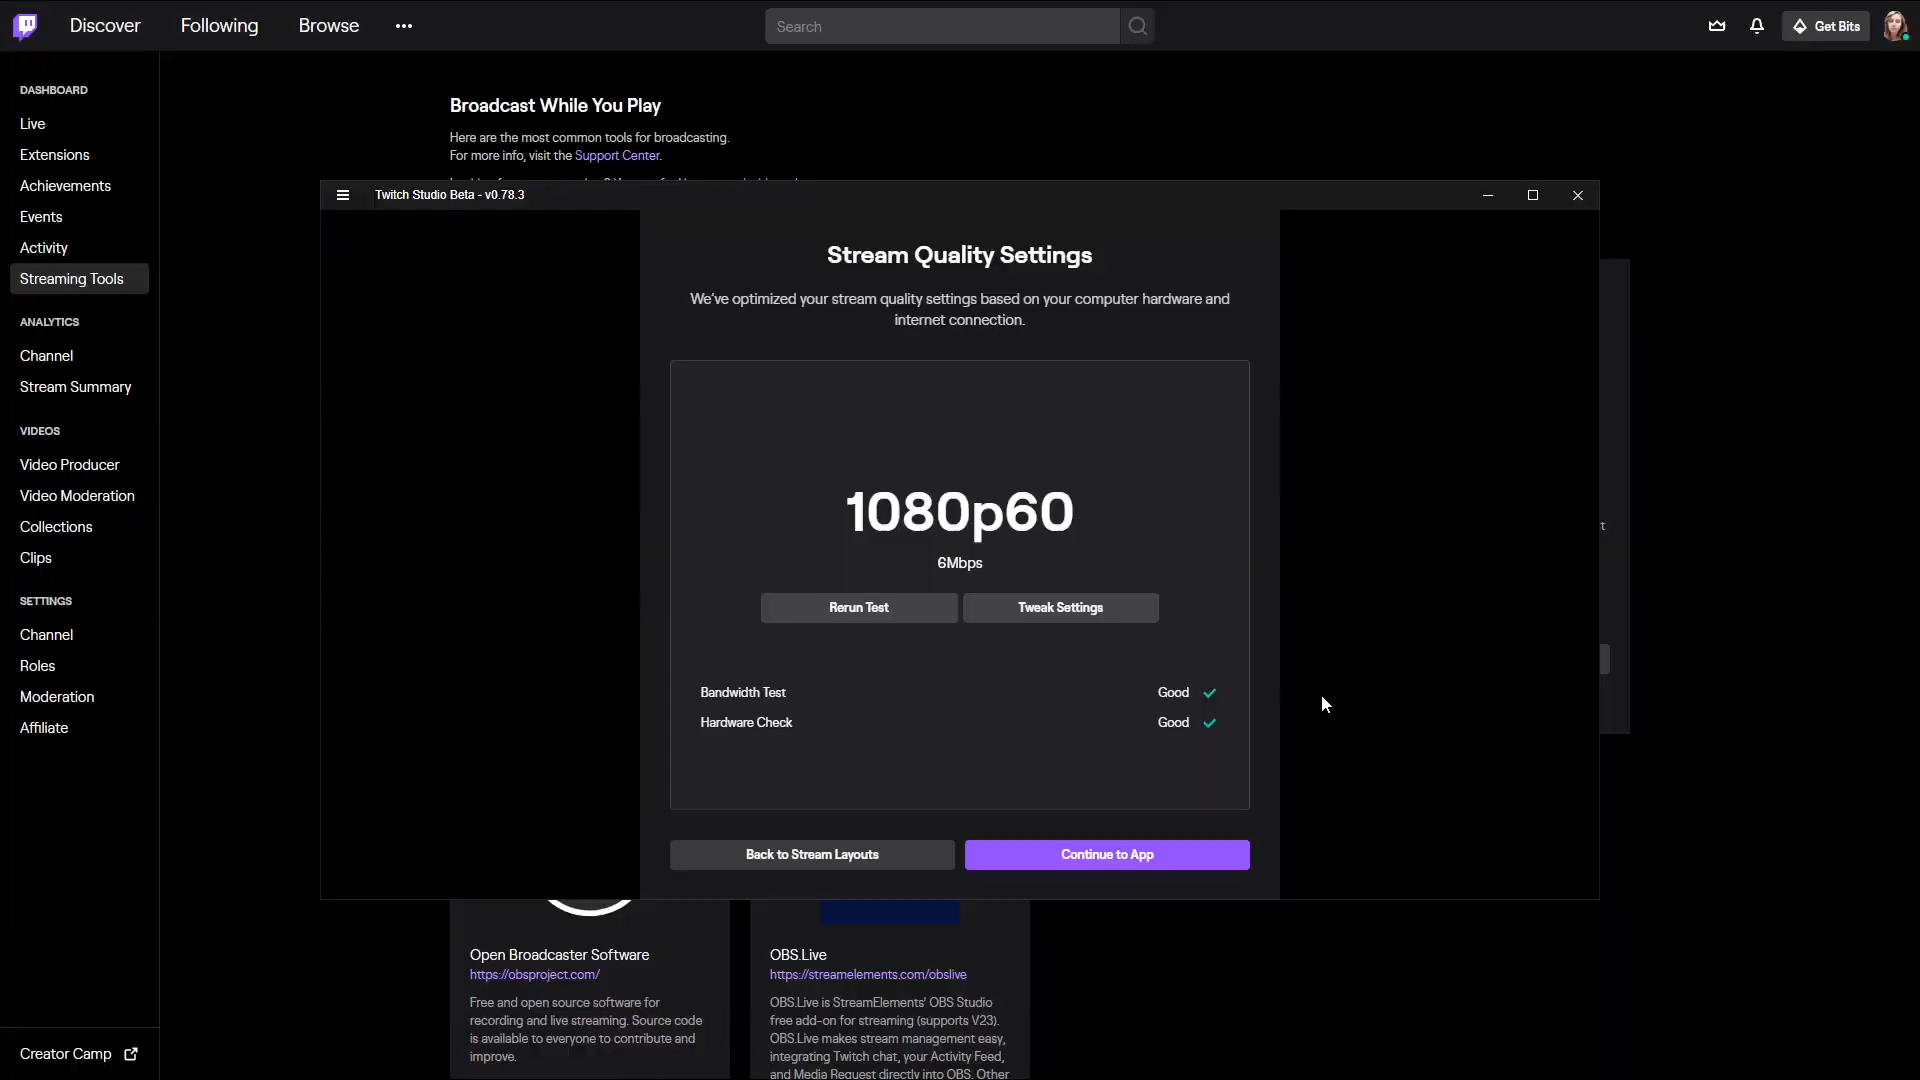 Discover
Following
Browse
Search
Get Bits
DASHBOARD
Live
Extensions
Achievements
Events
Activity
Streaming Tools
ANALYTICS
Channel
Stream Summary
VIDEOS
Video Producer
Video Moderation
Collections
Clips
SETTINGS
Channel
Roles
Moderation
Affiliate
Creator Camp
Broadcast While You Play
Here are the most common tools for broadcasting.
For more info, visit the Support Center.
Twitch Studio Beta - v0.78.3
Stream Quality Settings
We've optimized your stream quality settings based on your computer hardware and
internet connection.
1080p60
6Mbps
Rerun Test
Tweak Settings
Bandwidth Test Good
Hardware Check Good
Back to Stream Layouts
Continue to App
t
Open Broadcaster Software
https://obsproject.com/
Free and open source software for
recording and live streaming. Source code
is available to everyone to contribute and
improve.
OBS.Live
https://streamelements.com/obslive
OBS.Live is StreamElements' OBS Studio
free add-on for streaming (supports V23).
OBS.Live makes stream management easy,
integrating Twitch chat, your Activity Feed,
and Media Request directly into OBS. Other